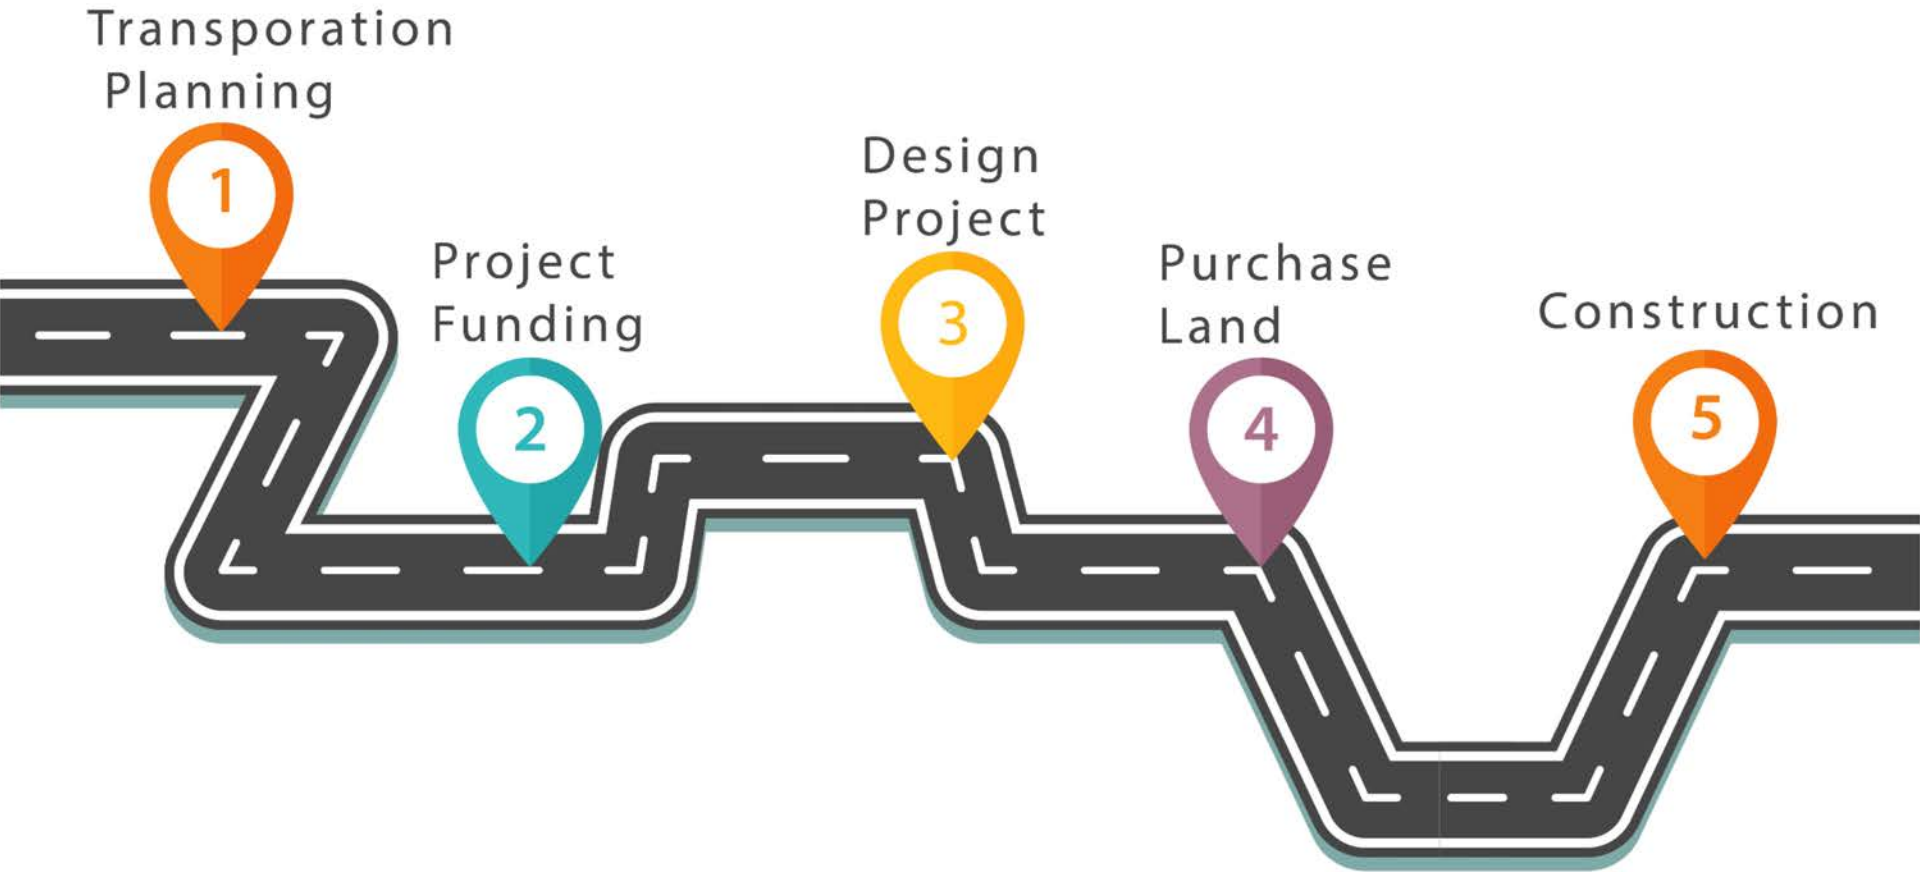 Transporation
Planning
1
Project
Funding
2
Design
Project
3
Purchase
Land
4
Construction
5